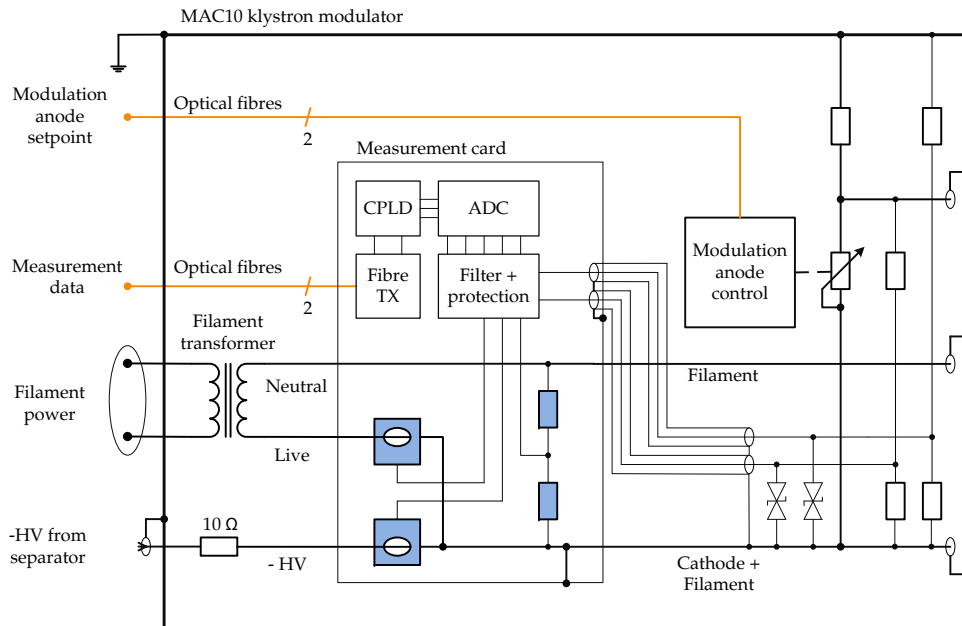 MAC10 klystron modulator
Modulation
anode
setpoint
Optical fibres
2
Measurement card
CPLD
ADC
Measurement
data
Optical fibres
2
Fibre
TX
Filter +
protection
Modulation
anode
control
Filament
transformer
Filament
power
Neutral
Live
Filament
-HV from
separator
10 Ω
- HV
Cathode +
Filament